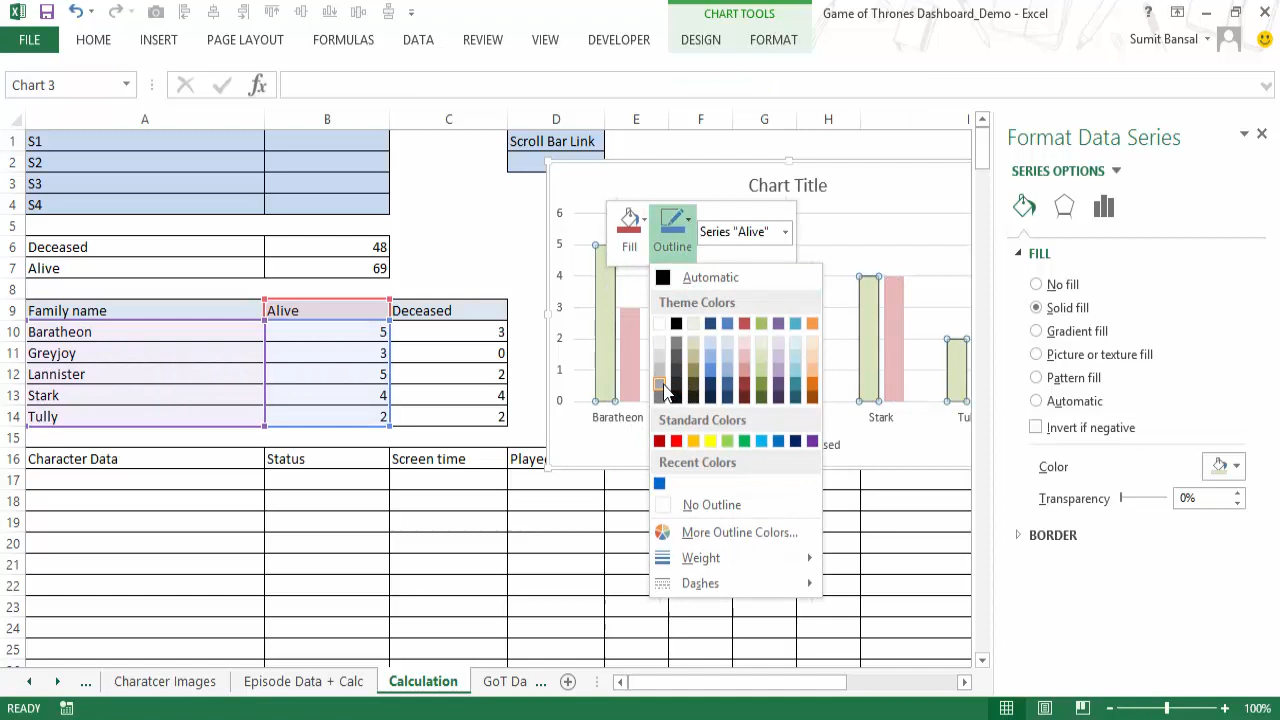 CHART TOOLS
Game of Thrones Dashboard_Demo - Excel
FILE HOME INSERT PAGE LAYOUT FORMULAS DATA REVIEW VIEW DEVELOPER DESIGN FORMAT Sumit Bansal
Chart 3 fx
A B C D E F G H I
1 S1 Scroll Bar Link
2 S2
3 S3
4 S4
5
6 Deceased 48
7 Alive 69
8
9 Family name Alive Deceased
10 Baratheon 5 3
11 Greyjoy 3 0
12 Lannister 5 2
13 Stark 4 4
14 Tully 2 2
15
16 Character Data Status Screen time Playe
17
18
19
20
21
22
23
24
25
Chart Title
6
5
4
3
2
1
0
Baratheon Stark Tu
sed
Fill Outline Series "Alive"
Automatic
Theme Colors
Standard Colors
Recent Colors
No Outline
More Outline Colors...
Weight
Dashes
Format Data Series
SERIES OPTIONS
FILL
No fill
Solid fill
Gradient fill
Picture or texture fill
Pattern fill
Automatic
Invert if negative
Color
Transparency 0%
BORDER
... Charatcer Images Episode Data + Calc Calculation GoT Da ...
READY 100%